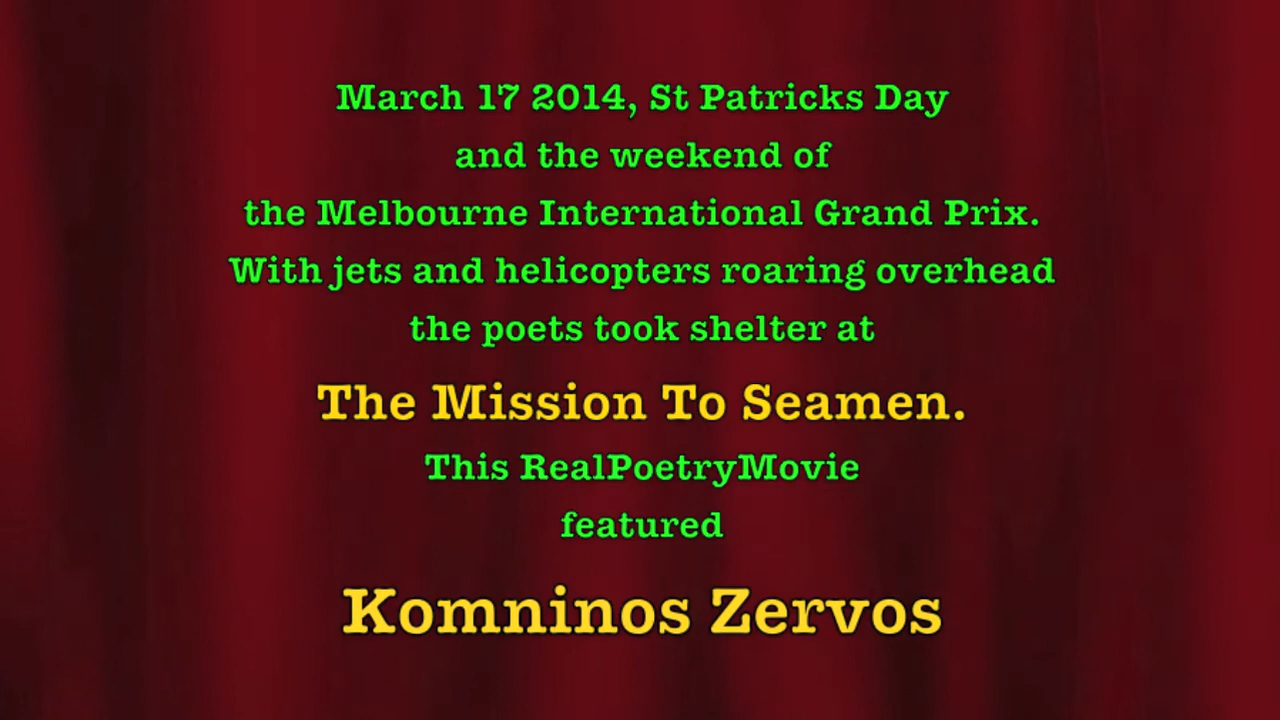 March 17 2014, St Patricks Day
and the weekend of
the Melbourne International Grand Prix.
With jets and helicopters roaring overhead
the poets took shelter at
The Mission To Seamen.
This RealPoetryMovie
featured
Komninos Zervos